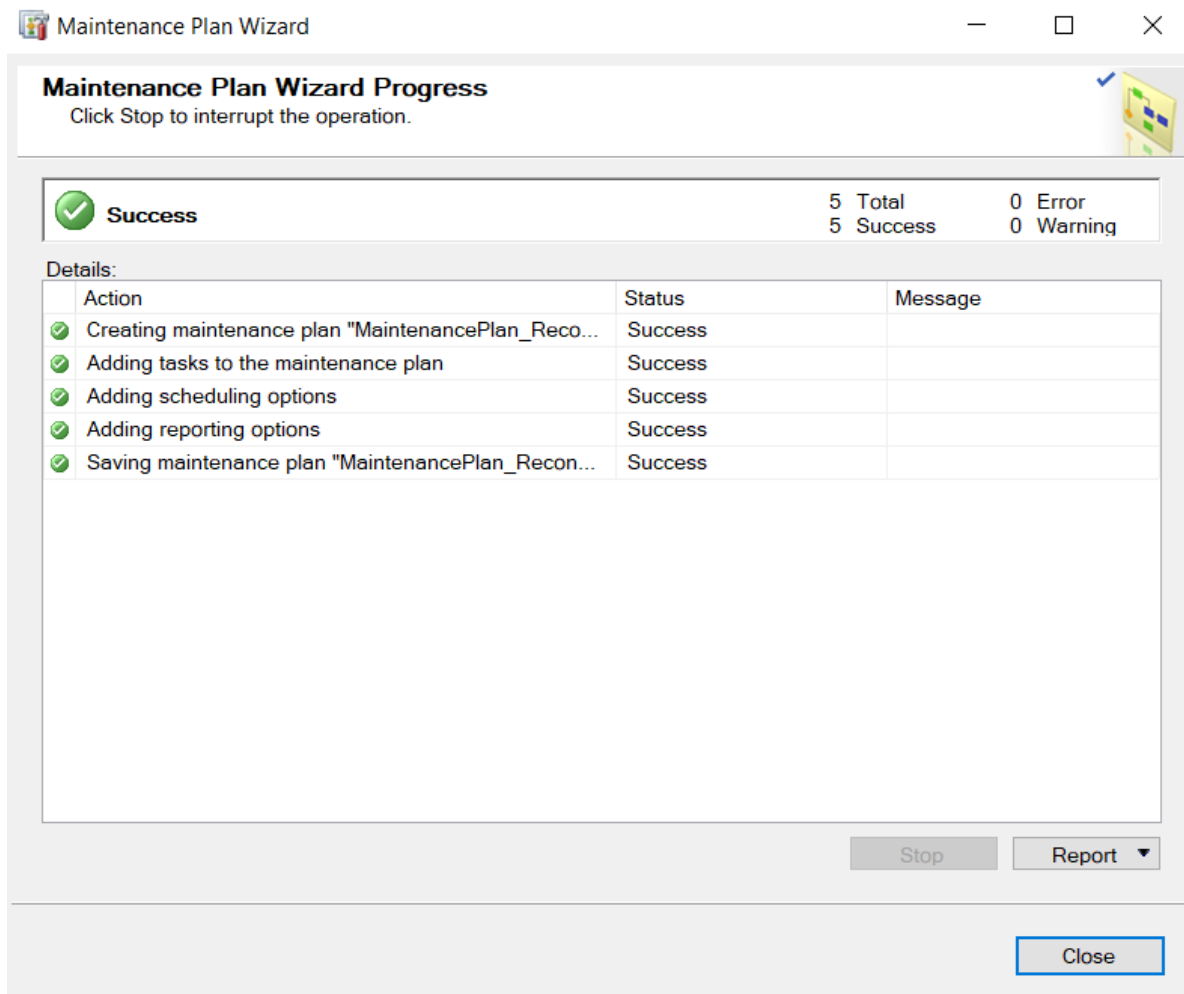 Maintenance Plan Wizard
Maintenance Plan Wizard Progress
Click Stop to interrupt the operation.
Success
5 Total 0 Error
5 Success 0 Warning
Details:
Action Status Message
Creating maintenance plan "MaintenancePlan_Reco... Success
Adding tasks to the maintenance plan Success
Adding scheduling options Success
Adding reporting options Success
Saving maintenance plan "MaintenancePlan_Recon... Success
Stop Report
Close